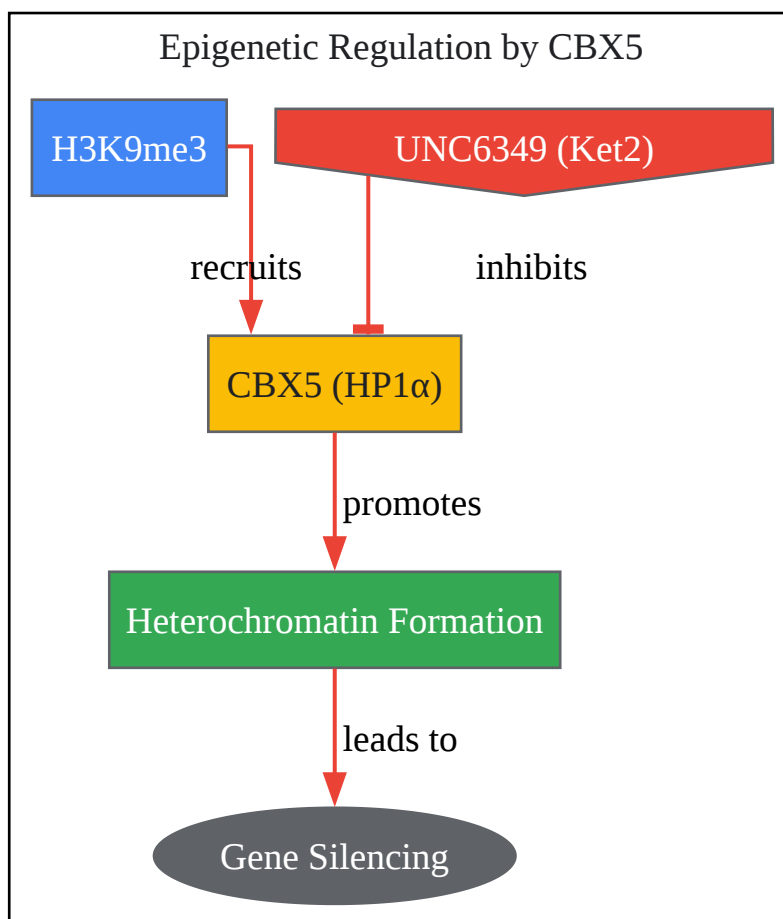 Epigenetic Regulation by CBX5
H3K9me3
UNC6349 (Ket2)
recruits
inhibits
CBX5 (HP1α)
promotes
Heterochromatin Formation
leads to
Gene Silencing